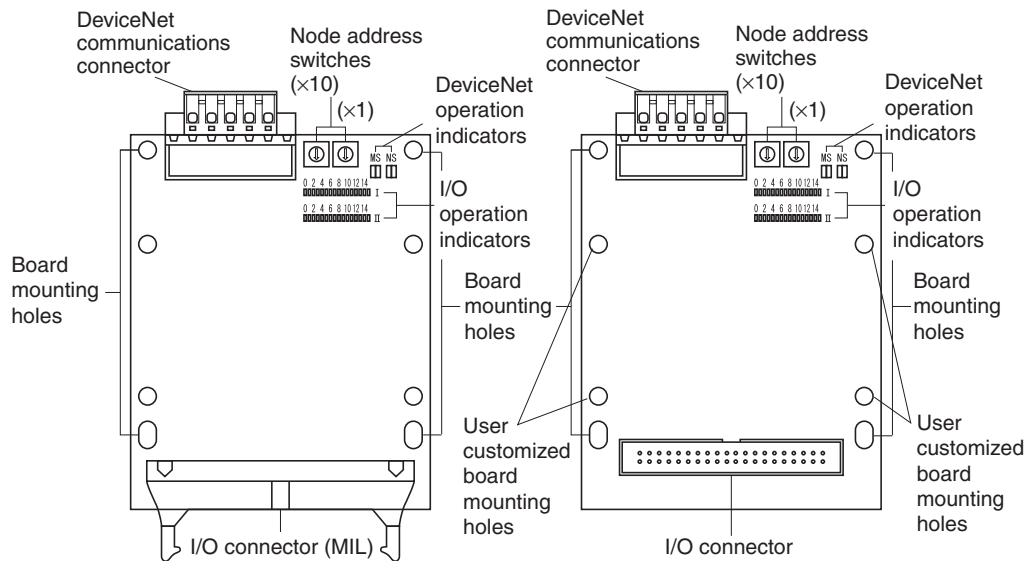 DeviceNet
communications
connector
Node address
switches
(×10)
(×1)
DeviceNet
operation
indicators
MS NS
0 2 4 6 8 10 12 14 I
0 2 4 6 8 10 12 14 II
I/O
operation
indicators
Board
mounting
holes
Board
mounting
holes
I/O connector (MIL)
DeviceNet
communications
connector
Node address
switches
(×10)
(×1)
DeviceNet
operation
indicators
MS NS
0 2 4 6 8 10 12 14 I
0 2 4 6 8 10 12 14 II
I/O
operation
indicators
Board
mounting
holes
User
customized
board
mounting
holes
User
customized
board
mounting
holes
I/O connector